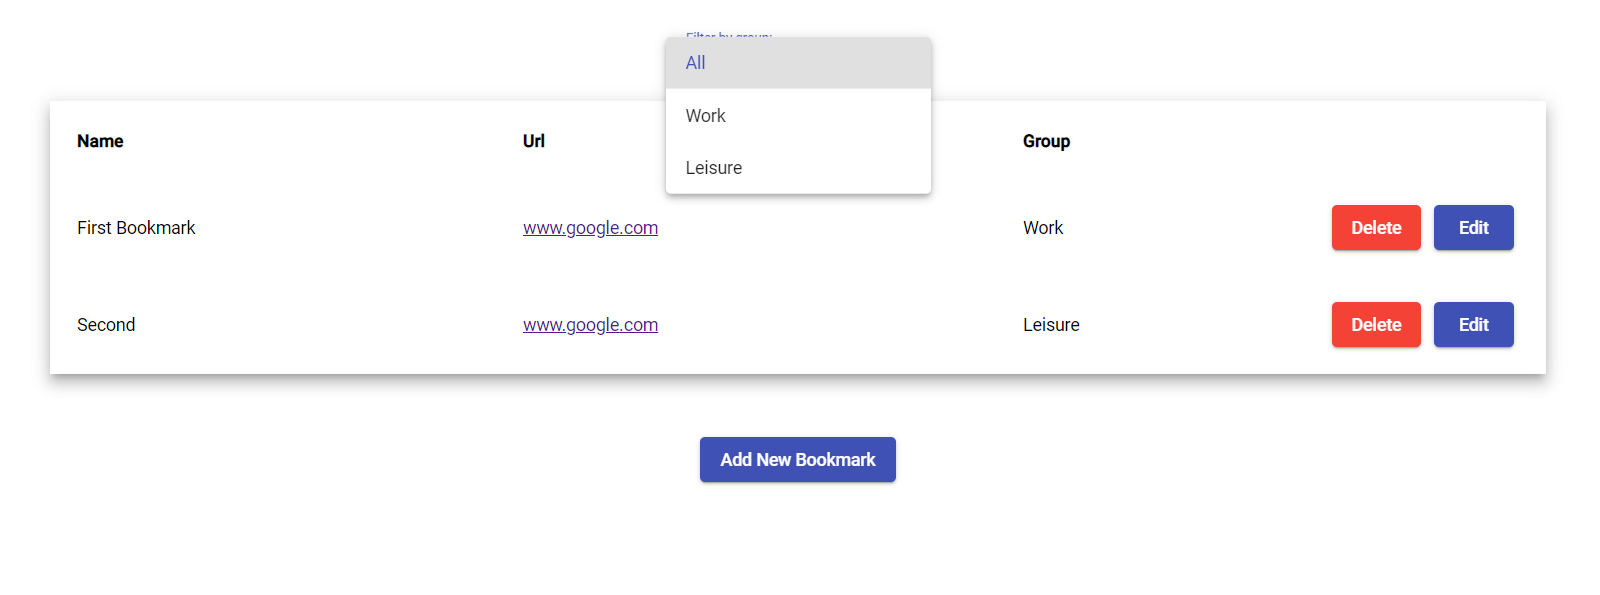 Filter by group:
All
Work
Leisure
Name Url Group
First Bookmark www.google.com Work Delete Edit
Second www.google.com Leisure Delete Edit
Add New Bookmark